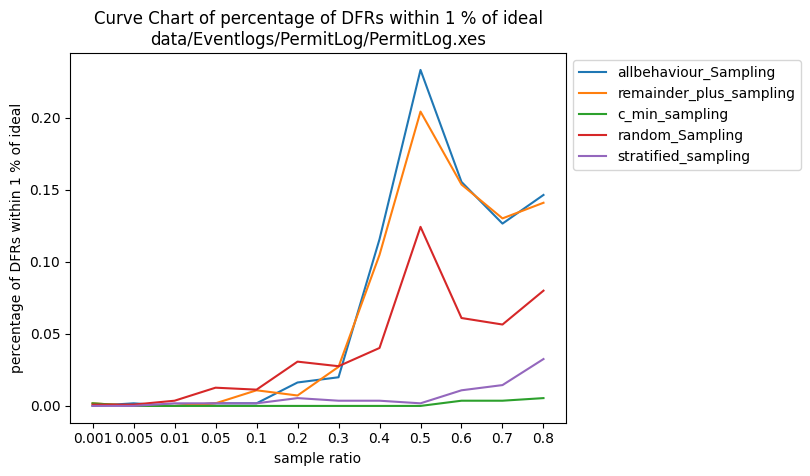 Curve Chart of percentage of DFRs within 1 % of ideal
data/Eventlogs/PermitLog/PermitLog.xes
percentage of DFRs within 1 % of ideal
0.20
0.15
0.10
0.05
0.00
0.001 0.005 0.01 0.05 0.1 0.2 0.3 0.4 0.5 0.6 0.7 0.8
sample ratio
allbehaviour_Sampling
remainder_plus_sampling
c_min_sampling
random_Sampling
stratified_sampling